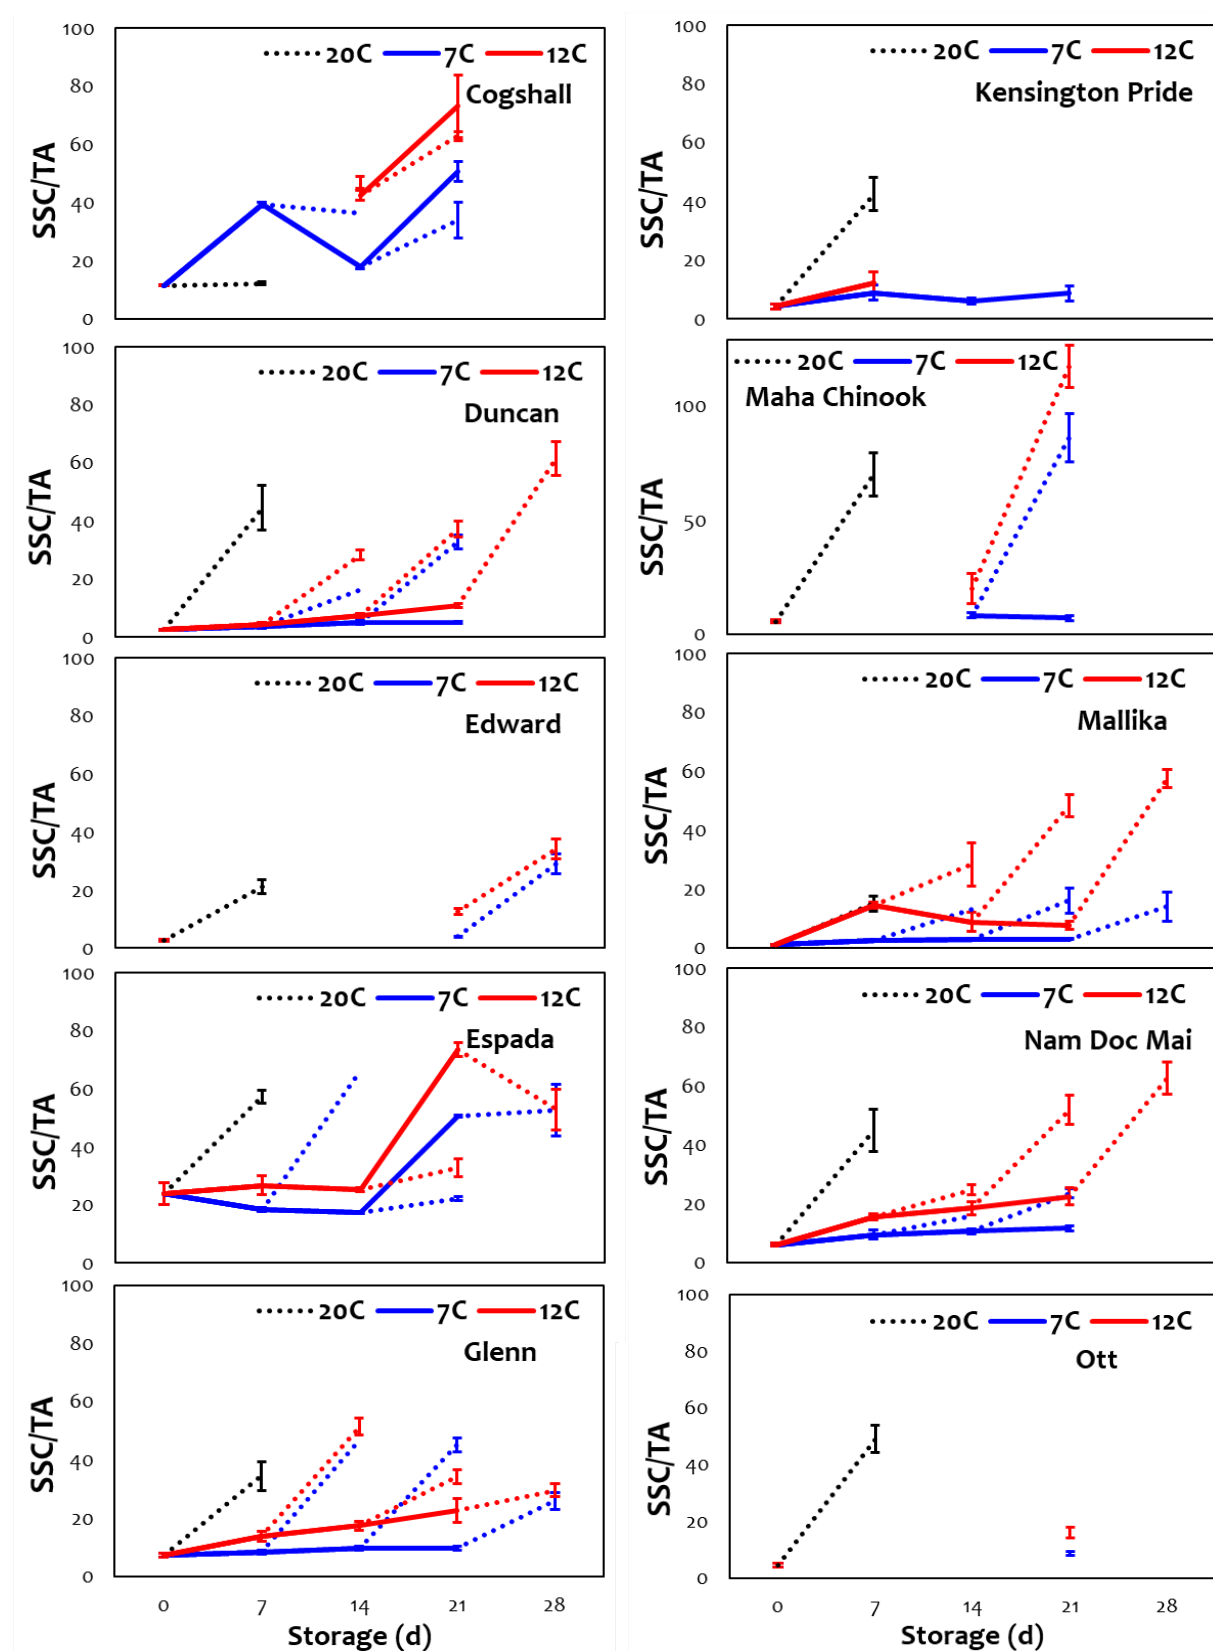 100
20C 7C 12C
80
Cogshall
60
SSC/TA
40
20
0
100
20C 7C 12C
80
Duncan
60
SSC/TA
40
20
0
100
20C 7C 12C
80
Edward
60
SSC/TA
40
20
0
100
20C 7C 12C
80
Espada
60
SSC/TA
40
20
0
100
20C 7C 12C
80
Glenn
60
SSC/TA
40
20
0
0 7 14 21 28
Storage (d)
100
20C 7C 12C
80
Kensington Pride
60
SSC/TA
40
20
0
20C 7C 12C
Maha Chinook
100
SSC/TA
50
0
100
20C 7C 12C
80
Mallika
60
SSC/TA
40
20
0
100
20C 7C 12C
80
Nam Doc Mai
60
SSC/TA
40
20
0
100
20C 7C 12C
80
Ott
60
SSC/TA
40
20
0
0 7 14 21 28
Storage (d)